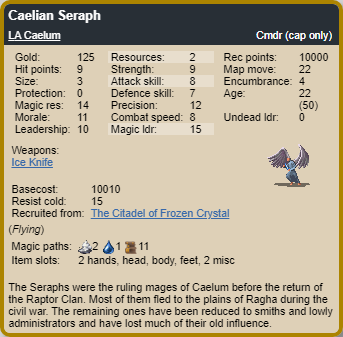 Caelian Seraph
LA Caelum Cmdr (cap only)
Gold: 125 Resources: 2 Rec points: 10000
Hit points: 9 Strength: 9 Map move: 22
Size: 3 Attack skill: 8 Encumbrance: 4
Protection: 0 Defence skill: 7 Age: 22
Magic res: 14 Precision: 12 (50)
Morale: 11 Combat speed: 8 Undead ldr: 0
Leadership: 10 Magic ldr: 15
Weapons:
Ice Knife
Basecost: 10010
Resist cold: 15
Recruited from: The Citadel of Frozen Crystal
(Flying)
Magic paths: 2 1 11
Item slots: 2 hands, head, body, feet, 2 misc
The Seraphs were the ruling mages of Caelum before the return of
the Raptor Clan. Most of them fled to the plains of Ragha during the
civil war. The remaining ones have been reduced to smiths and lowly
administrators and have lost much of their old influence.